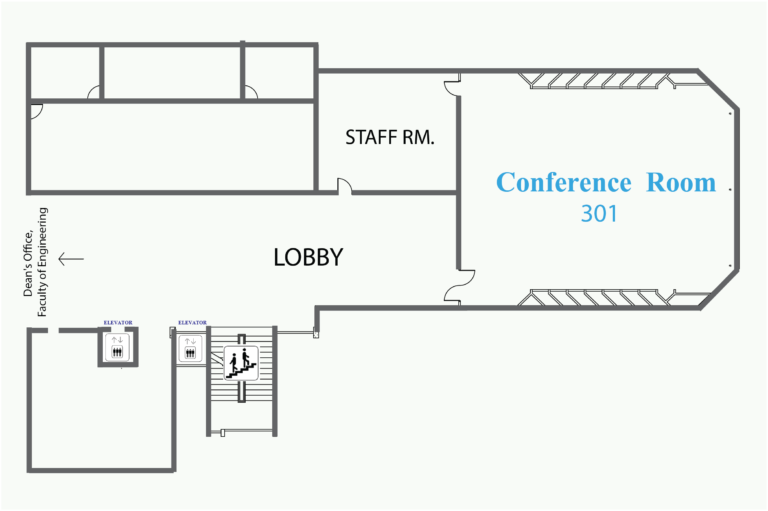 STAFF RM.
Conference Room
301
Dean's Office,
Faculty of Engineering
LOBBY
ELEVATOR
ELEVATOR